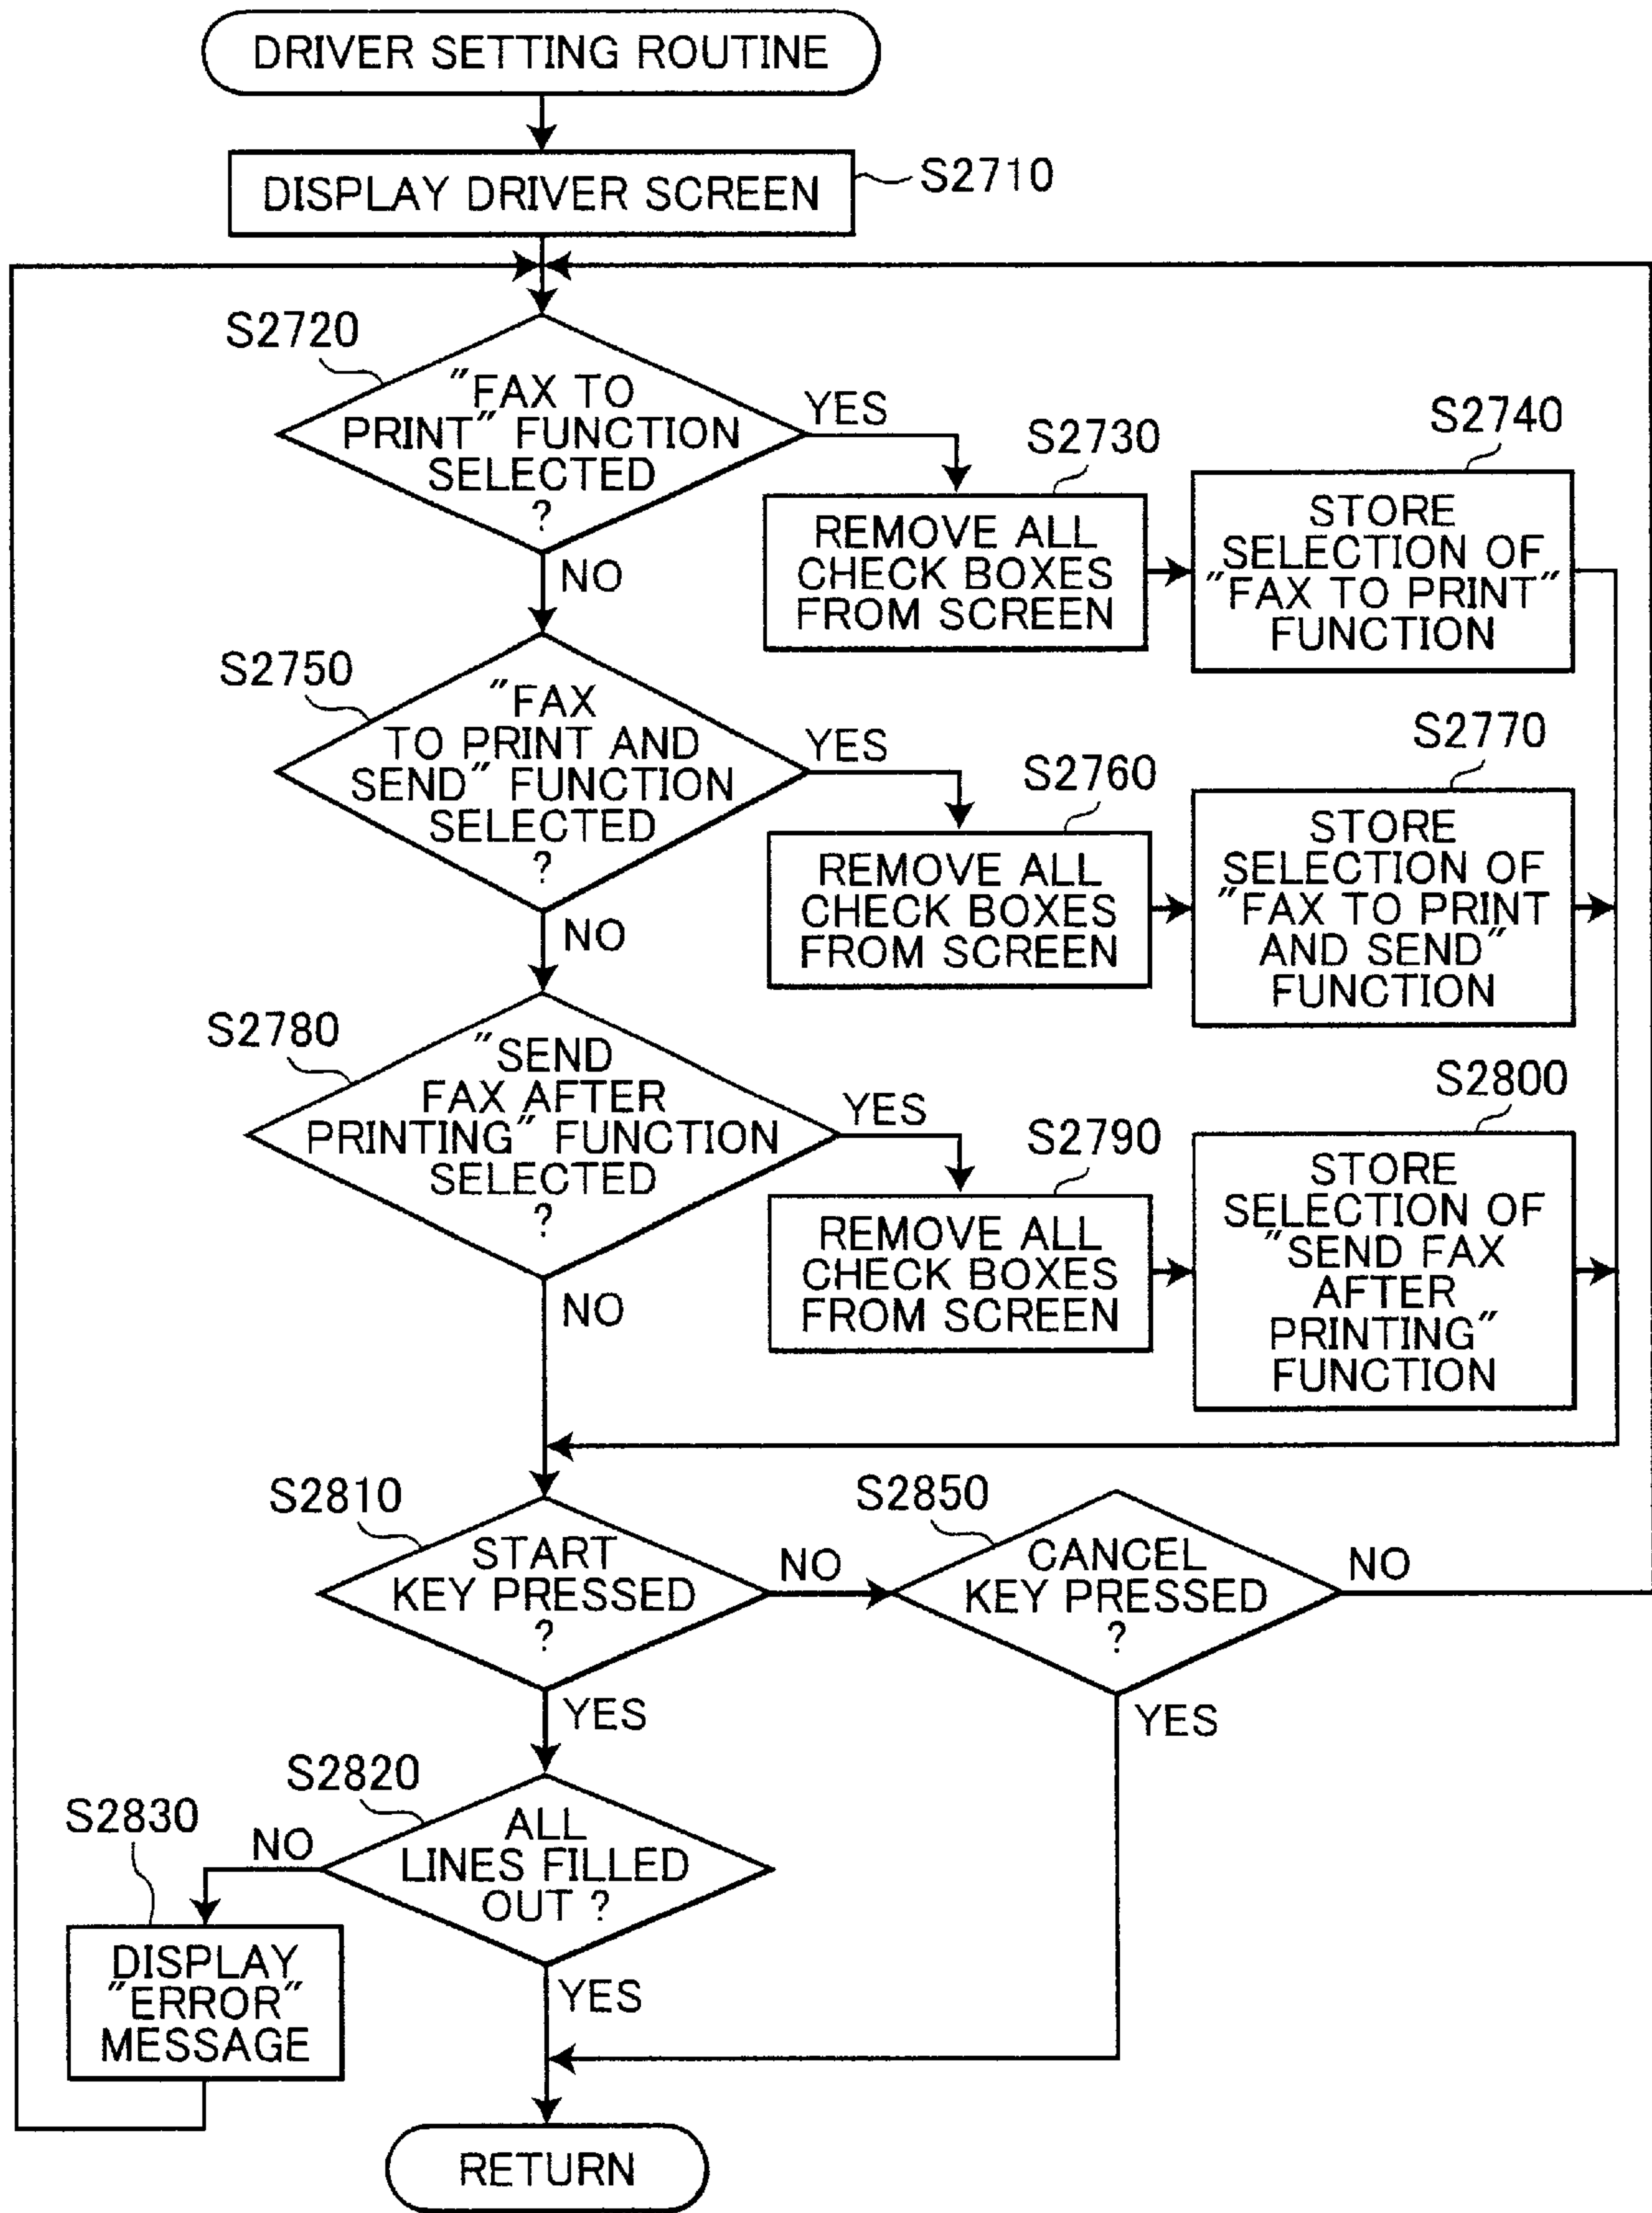 DRIVER SETTING ROUTINE
DISPLAY DRIVER SCREEN
S2710
S2720
"FAX TO
PRINT" FUNCTION
SELECTED
?
YES
NO
S2730
REMOVE ALL
CHECK BOXES
FROM SCREEN
S2740
STORE
SELECTION OF
"FAX TO PRINT"
FUNCTION
S2750
"FAX
TO PRINT AND
SEND" FUNCTION
SELECTED
?
YES
NO
S2760
REMOVE ALL
CHECK BOXES
FROM SCREEN
S2770
STORE
SELECTION OF
"FAX TO PRINT
AND SEND"
FUNCTION
S2780
"SEND
FAX AFTER
PRINTING" FUNCTION
SELECTED
?
YES
NO
S2790
REMOVE ALL
CHECK BOXES
FROM SCREEN
S2800
STORE
SELECTION OF
"SEND FAX
AFTER
PRINTING"
FUNCTION
S2810
START
KEY PRESSED
?
NO
YES
S2850
CANCEL
KEY PRESSED
?
NO
YES
S2820
ALL
LINES FILLED
OUT ?
NO
YES
S2830
DISPLAY
"ERROR"
MESSAGE
RETURN